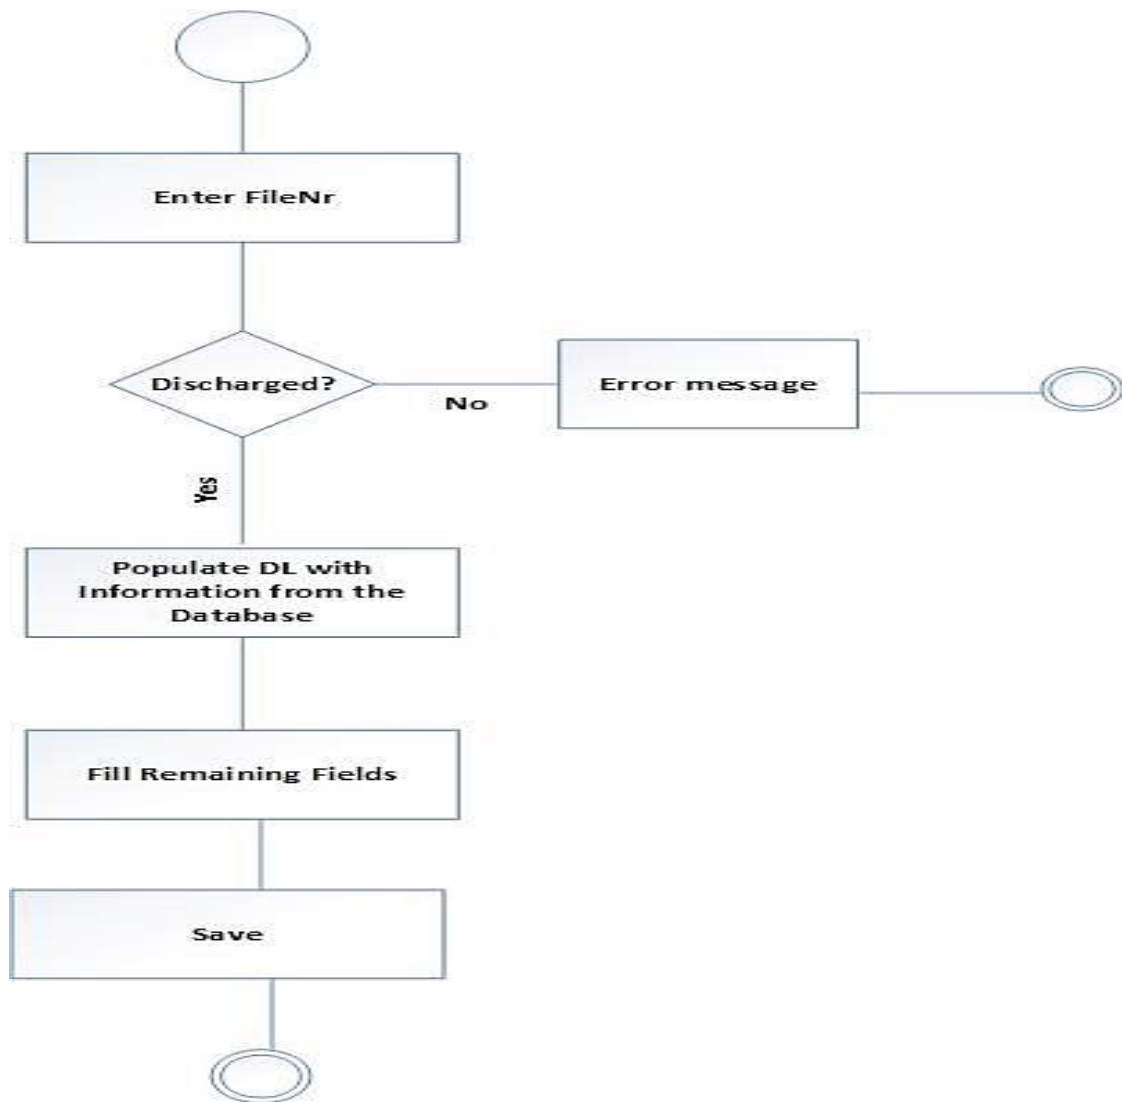 Enter FileNr
Discharged?
No
Error message
Yes
Populate DL with
Information from the
Database
Fill Remaining Fields
Save